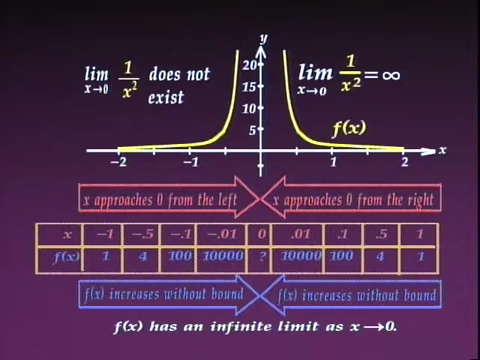 lim x→0 1/x² does not exist
lim x→0 1/x² = ∞
y
20
15
10
5
f(x)
-2 -1 1 2 x
x approaches 0 from the left
x approaches 0 from the right
x -1 -.5 -.1 -.01 0 .01 .1 .5 1
f(x) 1 4 100 10000 ? 10000 100 4 1
f(x) increases without bound
f(x) increases without bound
f(x) has an infinite limit as x→0.